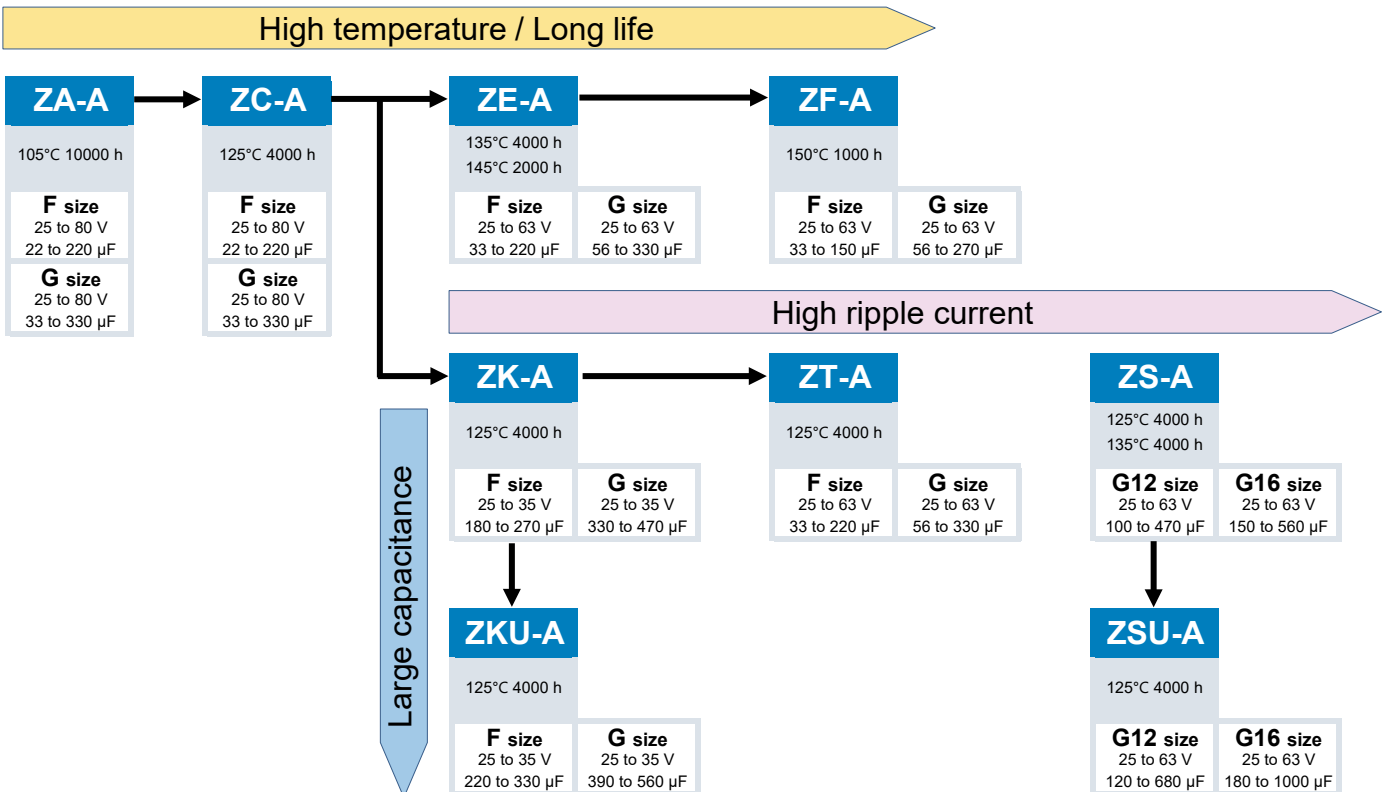 High temperature / Long life
ZA-A
105°C 10000 h
F size
25 to 80 V
22 to 220 µF
G size
25 to 80 V
33 to 330 µF
ZC-A
125°C 4000 h
F size
25 to 80 V
22 to 220 µF
G size
25 to 80 V
33 to 330 µF
ZE-A
135°C 4000 h
145°C 2000 h
F size
25 to 63 V
33 to 220 µF
G size
25 to 63 V
56 to 330 µF
ZF-A
150°C 1000 h
F size
25 to 63 V
33 to 150 µF
G size
25 to 63 V
56 to 270 µF
High ripple current
Large capacitance
ZK-A
125°C 4000 h
F size
25 to 35 V
180 to 270 µF
G size
25 to 35 V
330 to 470 µF
ZT-A
125°C 4000 h
F size
25 to 63 V
33 to 220 µF
G size
25 to 63 V
56 to 330 µF
ZS-A
125°C 4000 h
135°C 4000 h
G12 size
25 to 63 V
100 to 470 µF
G16 size
25 to 63 V
150 to 560 µF
ZKU-A
125°C 4000 h
F size
25 to 35 V
220 to 330 µF
G size
25 to 35 V
390 to 560 µF
ZSU-A
125°C 4000 h
G12 size
25 to 63 V
120 to 680 µF
G16 size
25 to 63 V
180 to 1000 µF